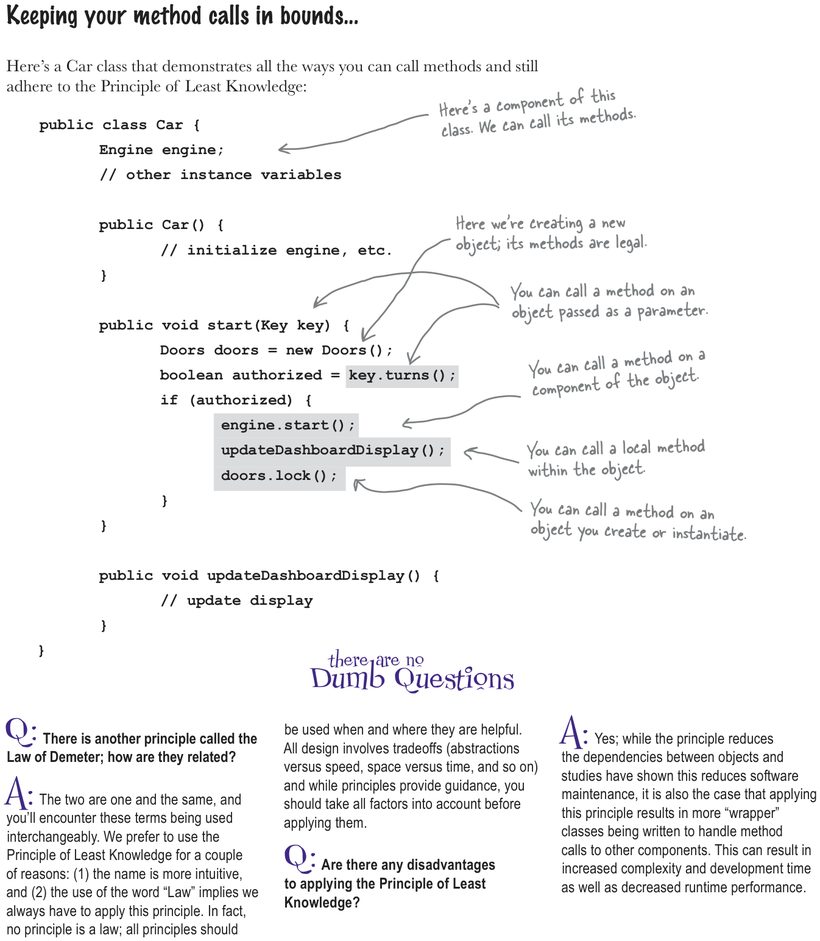 Keeping your method calls in bounds...
Here's a Car class that demonstrates all the ways you can call methods and still
adhere to the Principle of Least Knowledge:
public class Car {
Engine engine;
// other instance variables
Here's a component of this
class. We can call its methods.
public Car() {
// initialize engine, etc.
}
Here we're creating a new
object; its methods are legal.
You can call a method on an
object passed as a parameter.
public void start(Key key) {
Doors doors = new Doors();
boolean authorized = key.turns();
if (authorized) {
engine.start();
updateDashboardDisplay();
doors.lock();
}
}
You can call a method on a
component of the object.
You can call a local method
within the object.
You can call a method on an
object you create or instantiate.
public void updateDashboardDisplay() {
// update display
}
}
there are no
Dumb Questions
Q: There is another principle called the
Law of Demeter; how are they related?
A: The two are one and the same, and
you'll encounter these terms being used
interchangeably. We prefer to use the
Principle of Least Knowledge for a couple
of reasons: (1) the name is more intuitive,
and (2) the use of the word “Law” implies we
always have to apply this principle. In fact,
no principle is a law; all principles should
be used when and where they are helpful.
All design involves tradeoffs (abstractions
versus speed, space versus time, and so on)
and while principles provide guidance, you
should take all factors into account before
applying them.
Q: Are there any disadvantages
to applying the Principle of Least
Knowledge?
A: Yes; while the principle reduces
the dependencies between objects and
studies have shown this reduces software
maintenance, it is also the case that applying
this principle results in more “wrapper”
classes being written to handle method
calls to other components. This can result in
increased complexity and development time
as well as decreased runtime performance.